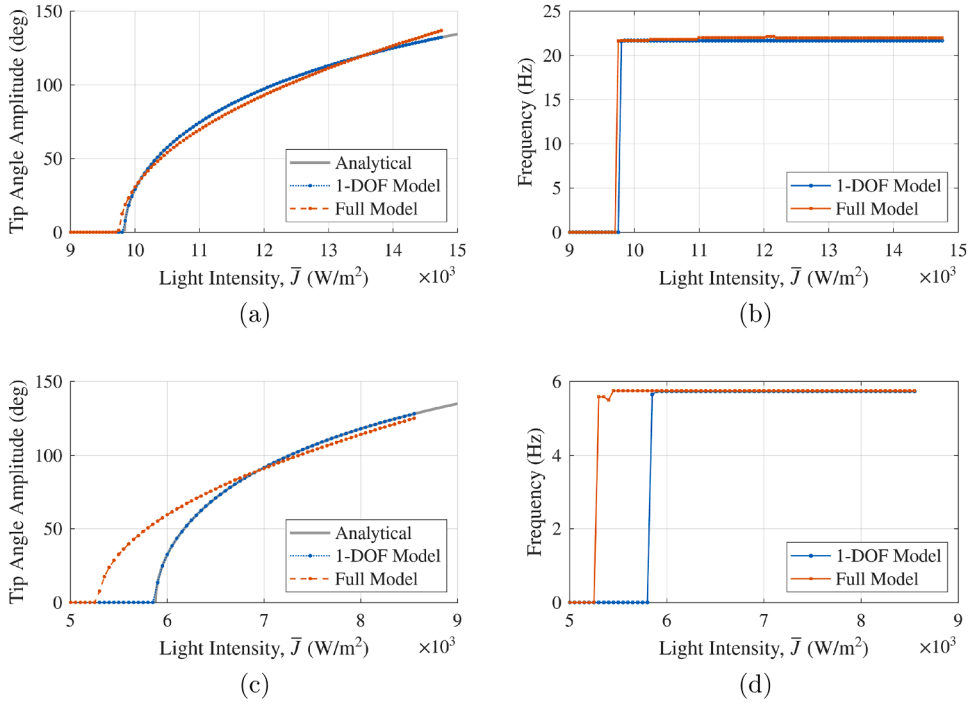 150
100
50
0
Tip Angle Amplitude (deg)
Analytical
1-DOF Model
Full Model
9 10 11 12 13 14 15
Light Intensity, J̅ (W/m²) ×10³
(a)
25
20
15
10
5
0
Frequency (Hz)
1-DOF Model
Full Model
9 10 11 12 13 14 15
Light Intensity, J̅ (W/m²) ×10³
(b)
150
100
50
0
Tip Angle Amplitude (deg)
Analytical
1-DOF Model
Full Model
5 6 7 8 9
Light Intensity, J̅ (W/m²) ×10³
(c)
6
4
2
0
Frequency (Hz)
1-DOF Model
Full Model
5 6 7 8 9
Light Intensity, J̅ (W/m²) ×10³
(d)